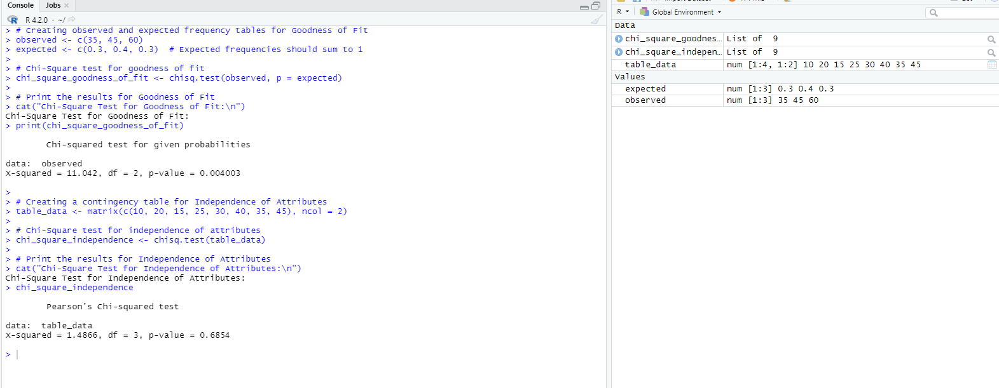 Console Jobs
R 4.2.0 · ~/
> # Creating observed and expected frequency tables for Goodness of Fit
> observed <- c(35, 45, 60)
> expected <- c(0.3, 0.4, 0.3)  # Expected frequencies should sum to 1
>
> # Chi-Square test for goodness of fit
> chi_square_goodness_of_fit <- chisq.test(observed, p = expected)
>
> # Print the results for Goodness of Fit
> cat("Chi-Square Test for Goodness of Fit:\n")
Chi-Square Test for Goodness of Fit:
> print(chi_square_goodness_of_fit)
Chi-squared test for given probabilities
data:  observed
X-squared = 11.042, df = 2, p-value = 0.004003
>
> # Creating a contingency table for Independence of Attributes
> table_data <- matrix(c(10, 20, 15, 25, 30, 40, 35, 45), ncol = 2)
>
> # Chi-Square test for independence of attributes
> chi_square_independence <- chisq.test(table_data)
>
> # Print the results for Independence of Attributes
> cat("Chi-Square Test for Independence of Attributes:\n")
Chi-Square Test for Independence of Attributes:
> chi_square_independence
Pearson's Chi-squared test
data:  table_data
X-squared = 1.4866, df = 3, p-value = 0.6854
>
R Global Environment
Data
chi_square_goodnes… List of  9
chi_square_indepen… List of  9
table_data num [1:4, 1:2] 10 20 15 25 30 40 35 45
Values
expected num [1:3] 0.3 0.4 0.3
observed num [1:3] 35 45 60